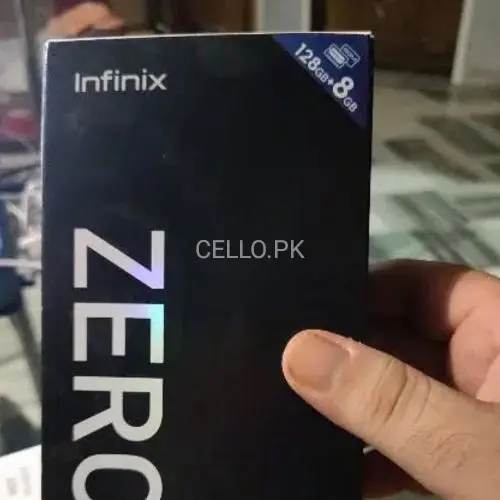 Infinix
128GB+8GB
CELLO.PK
ZERO